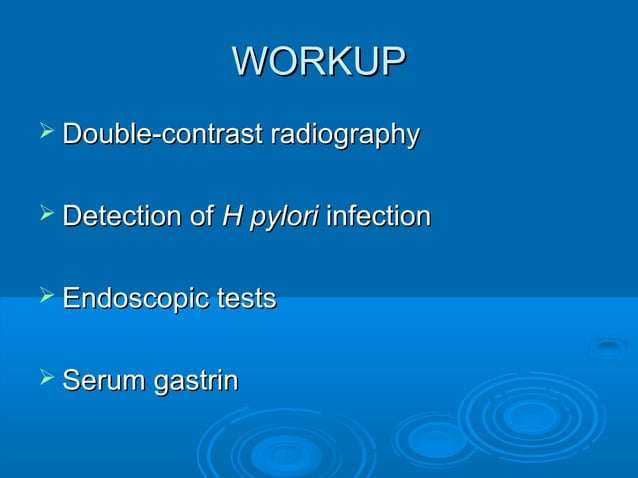 WORKUP
Double-contrast radiography
Detection of H pylori infection
Endoscopic tests
Serum gastrin